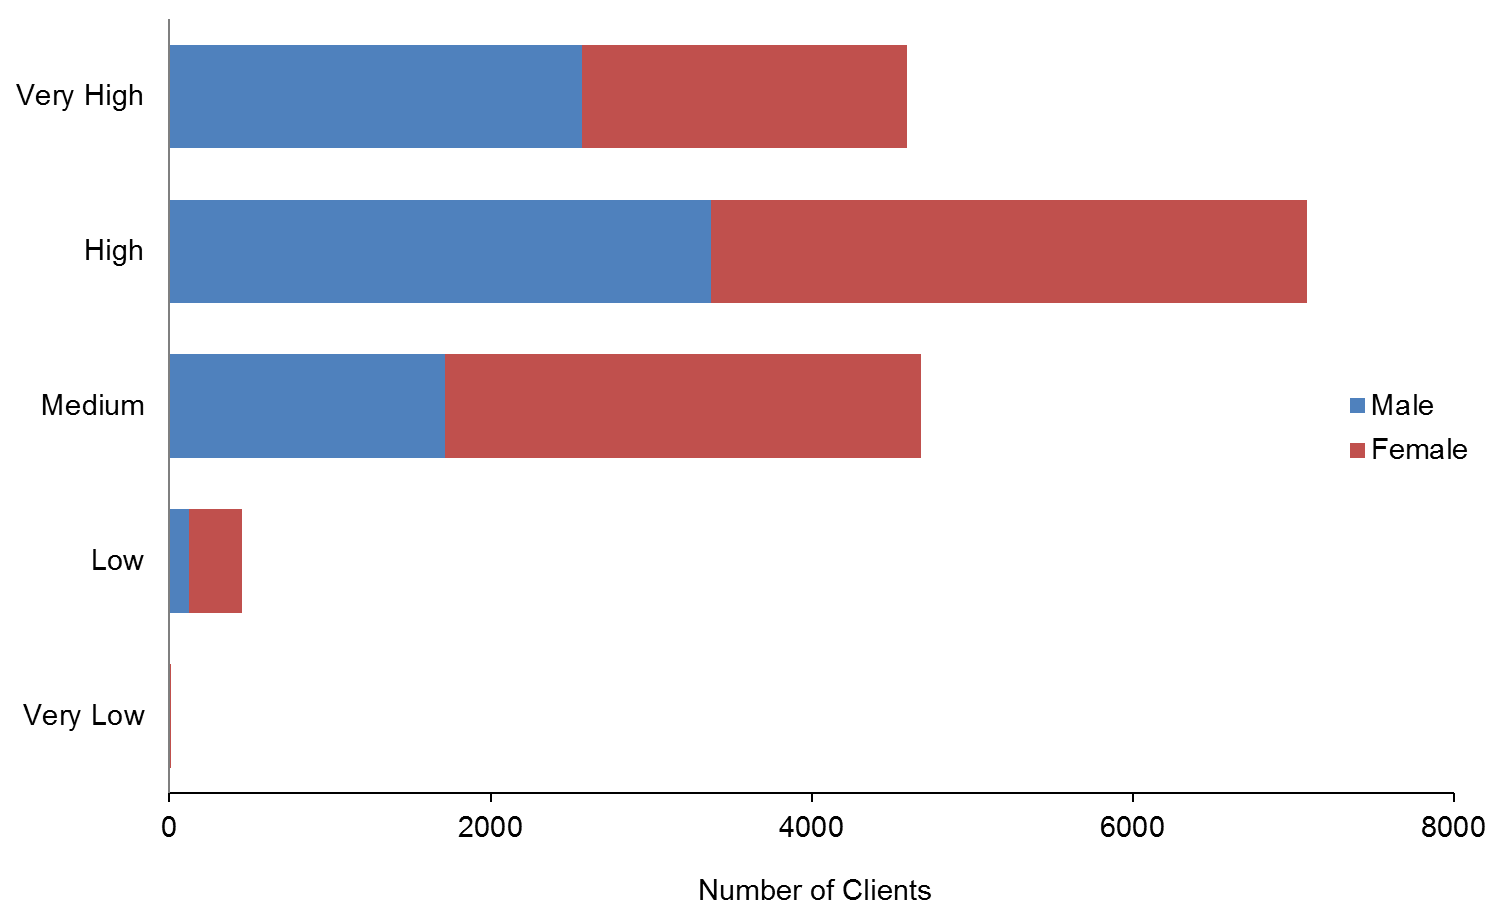 Very High
High
Medium
Low
Very Low
Male
Female
0 2000 4000 6000 8000
Number of Clients